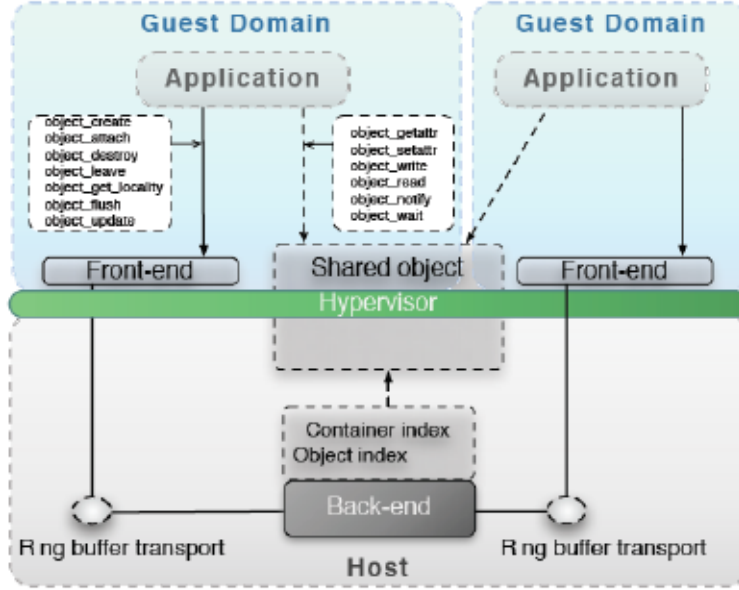 Guest Domain
Guest Domain
Application
Application
object_create
object_attach
object_destroy
object_leave
object_get_locality
object_flush
object_update
object_getattr
object_setattr
object_write
object_read
object_notify
object_wait
Front-end
Shared object
Front-end
Hypervisor
Container index
Object index
Back-end
R ng buffer transport
R ng buffer transport
Host